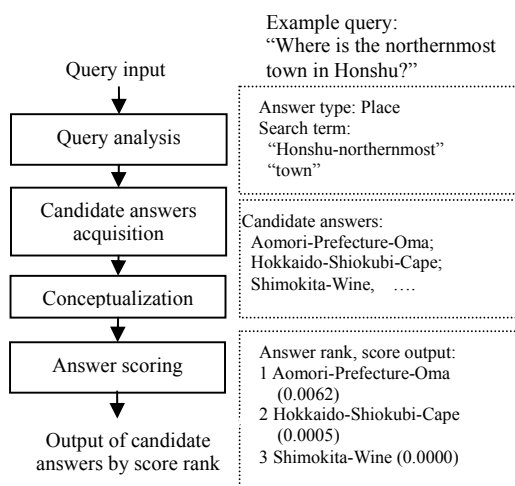 Example query:
“Where is the northernmost
town in Honshu?”
Query input
Query analysis
Answer type: Place
Search term:
“Honshu-northernmost”
“town”
Candidate answers
acquisition
Candidate answers:
Aomori-Prefecture-Oma;
Hokkaido-Shiokubi-Cape;
Shimokita-Wine, ….
Conceptualization
Answer scoring
Answer rank, score output:
1 Aomori-Prefecture-Oma
(0.0062)
2 Hokkaido-Shiokubi-Cape
(0.0005)
3 Shimokita-Wine (0.0000)
Output of candidate
answers by score rank